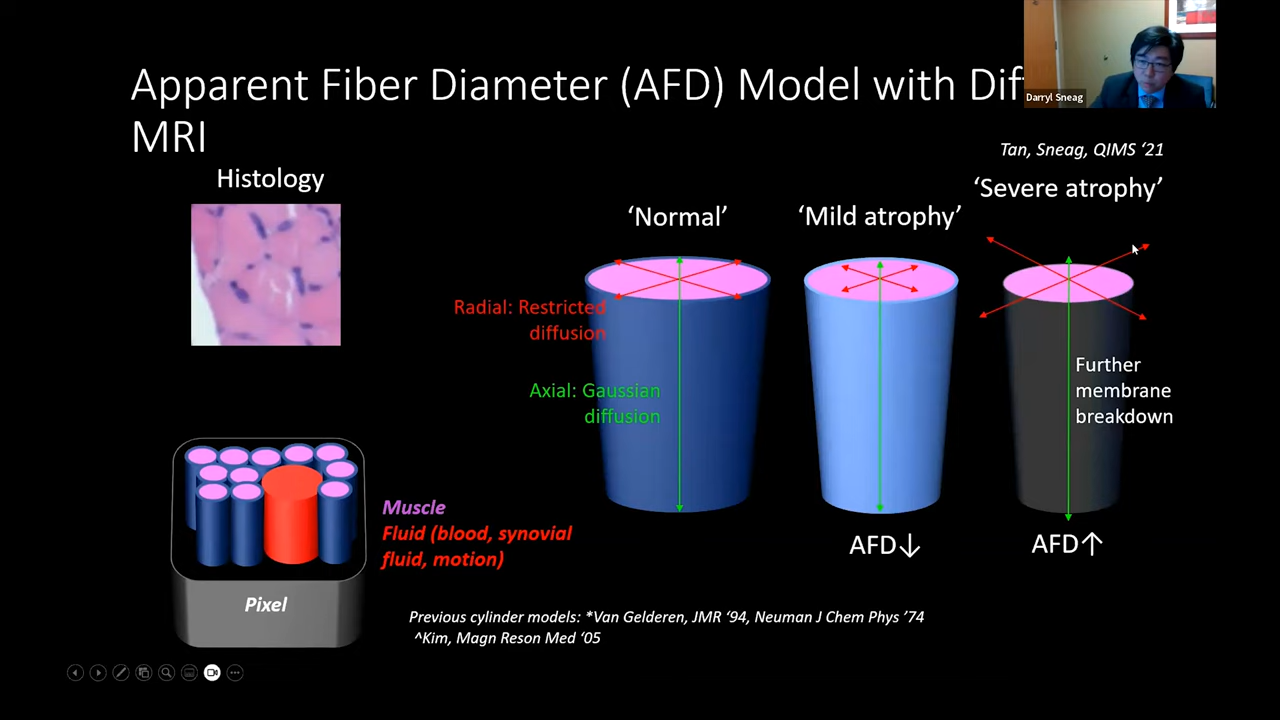 Apparent Fiber Diameter (AFD) Model with Diff
MRI
Darryl Sneag
Tan, Sneag, QIMS ‘21
Histology
‘Normal’
‘Mild atrophy’
‘Severe atrophy’
Radial: Restricted
diffusion
Axial: Gaussian
diffusion
Further
membrane
breakdown
Muscle
Fluid (blood, synovial
fluid, motion)
AFD↓
AFD↑
Pixel
Previous cylinder models: *Van Gelderen, JMR ‘94, Neuman J Chem Phys ’74
^Kim, Magn Reson Med ‘05